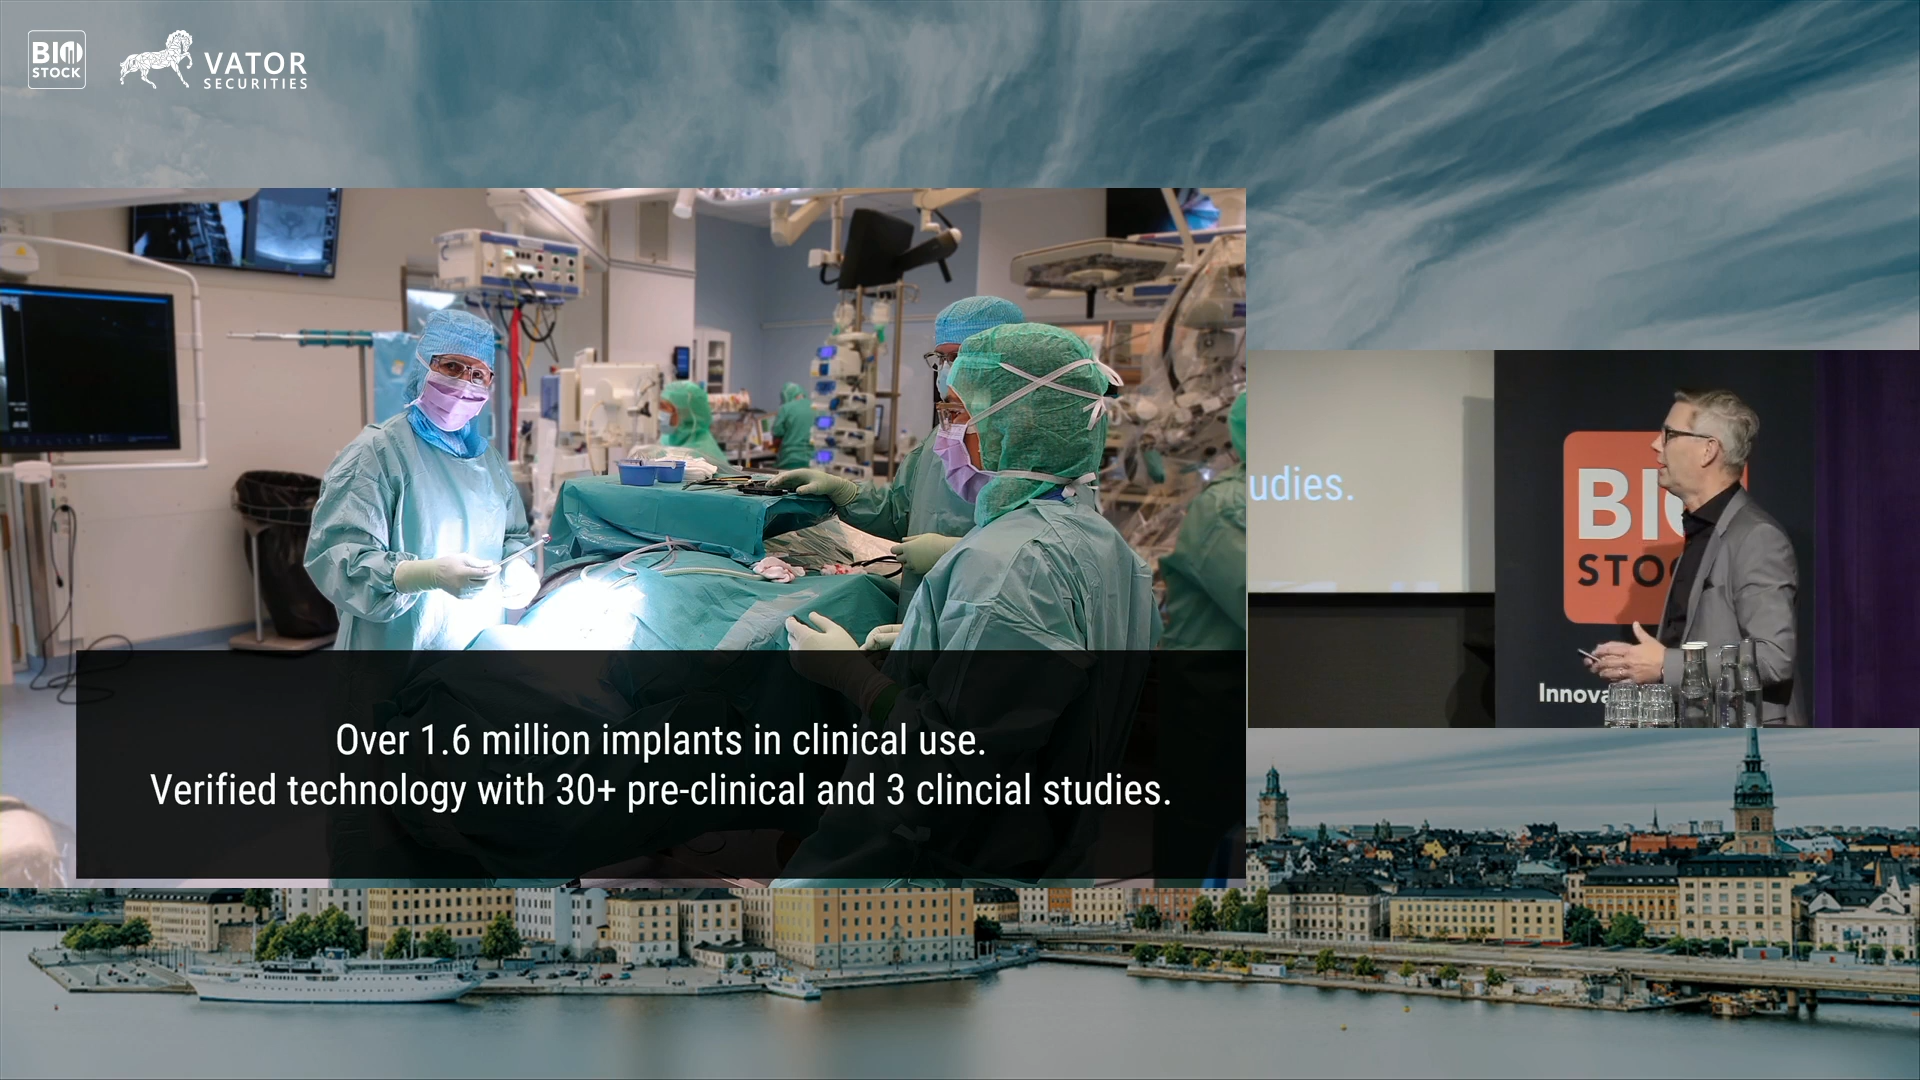 BIO
STOCK
VATOR
SECURITIES
udies.
BIO
STO
Innova
Over 1.6 million implants in clinical use.
Verified technology with 30+ pre-clinical and 3 clincial studies.